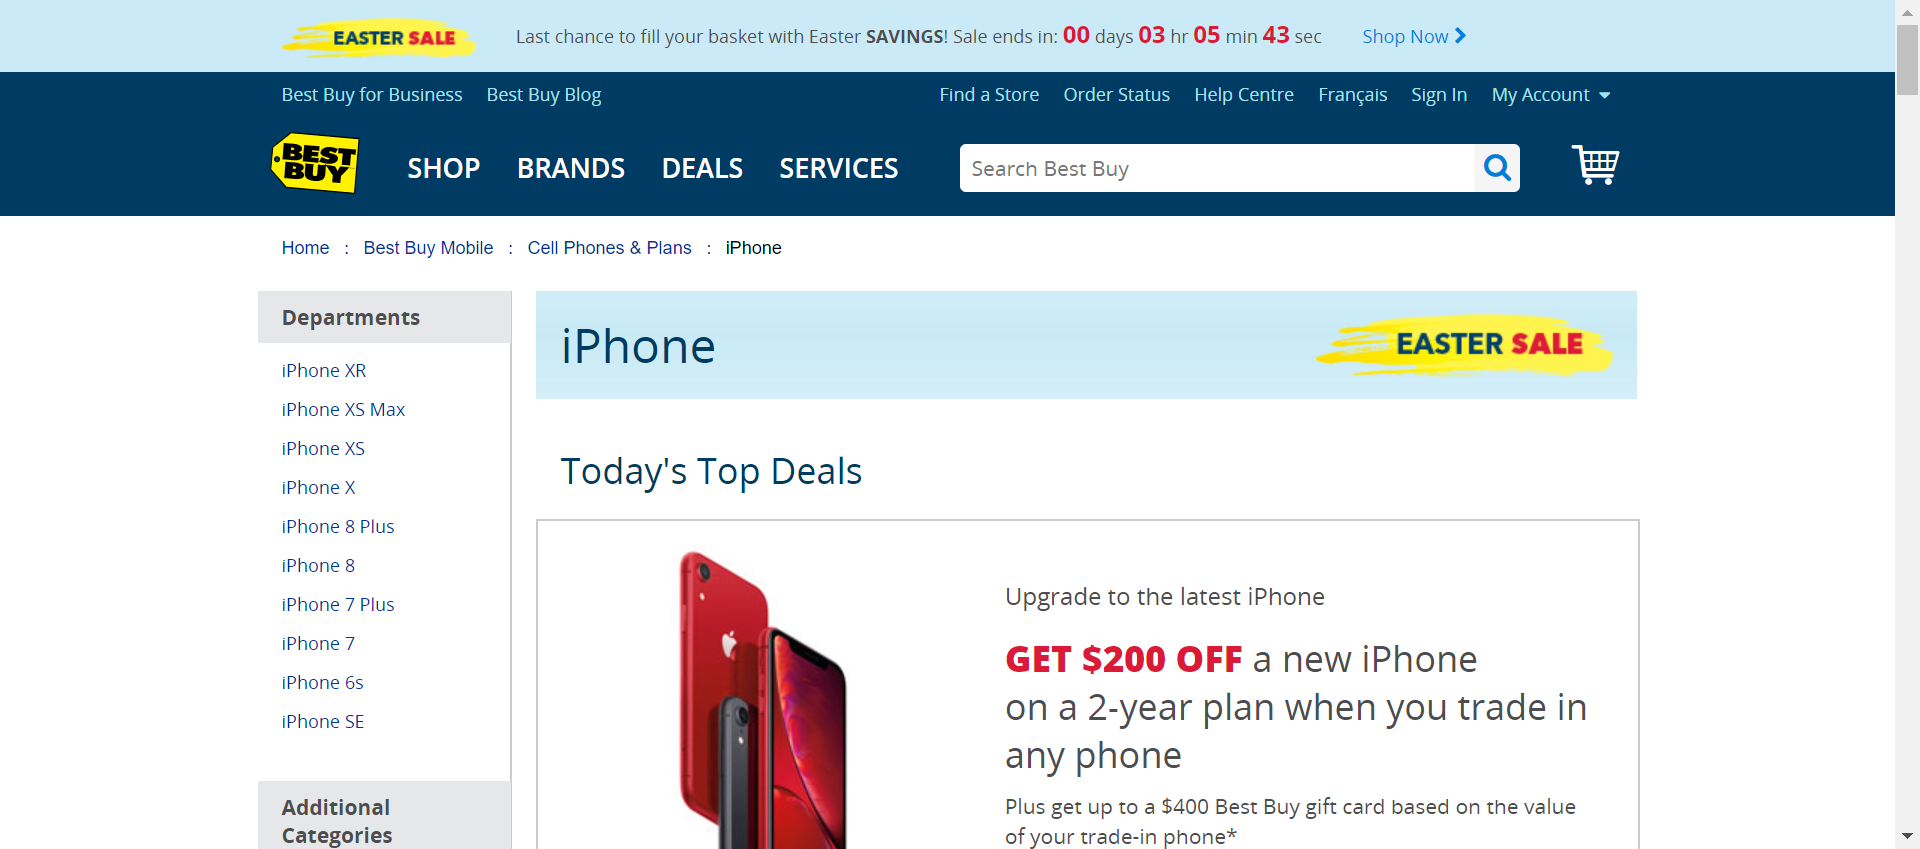 EASTER SALE
Last chance to fill your basket with Easter SAVINGS! Sale ends in: 00 days 03 hr 05 min 43 sec
Shop Now
Best Buy for Business
Best Buy Blog
Find a Store
Order Status
Help Centre
Français
Sign In
My Account
BEST
BUY
SHOP
BRANDS
DEALS
SERVICES
Search Best Buy
Home : Best Buy Mobile : Cell Phones & Plans : iPhone
Departments
iPhone XR
iPhone XS Max
iPhone XS
iPhone X
iPhone 8 Plus
iPhone 8
iPhone 7 Plus
iPhone 7
iPhone 6s
iPhone SE
Additional
Categories
iPhone
EASTER SALE
Today's Top Deals
Upgrade to the latest iPhone
GET $200 OFF a new iPhone
on a 2-year plan when you trade in
any phone
Plus get up to a $400 Best Buy gift card based on the value
of your trade-in phone*